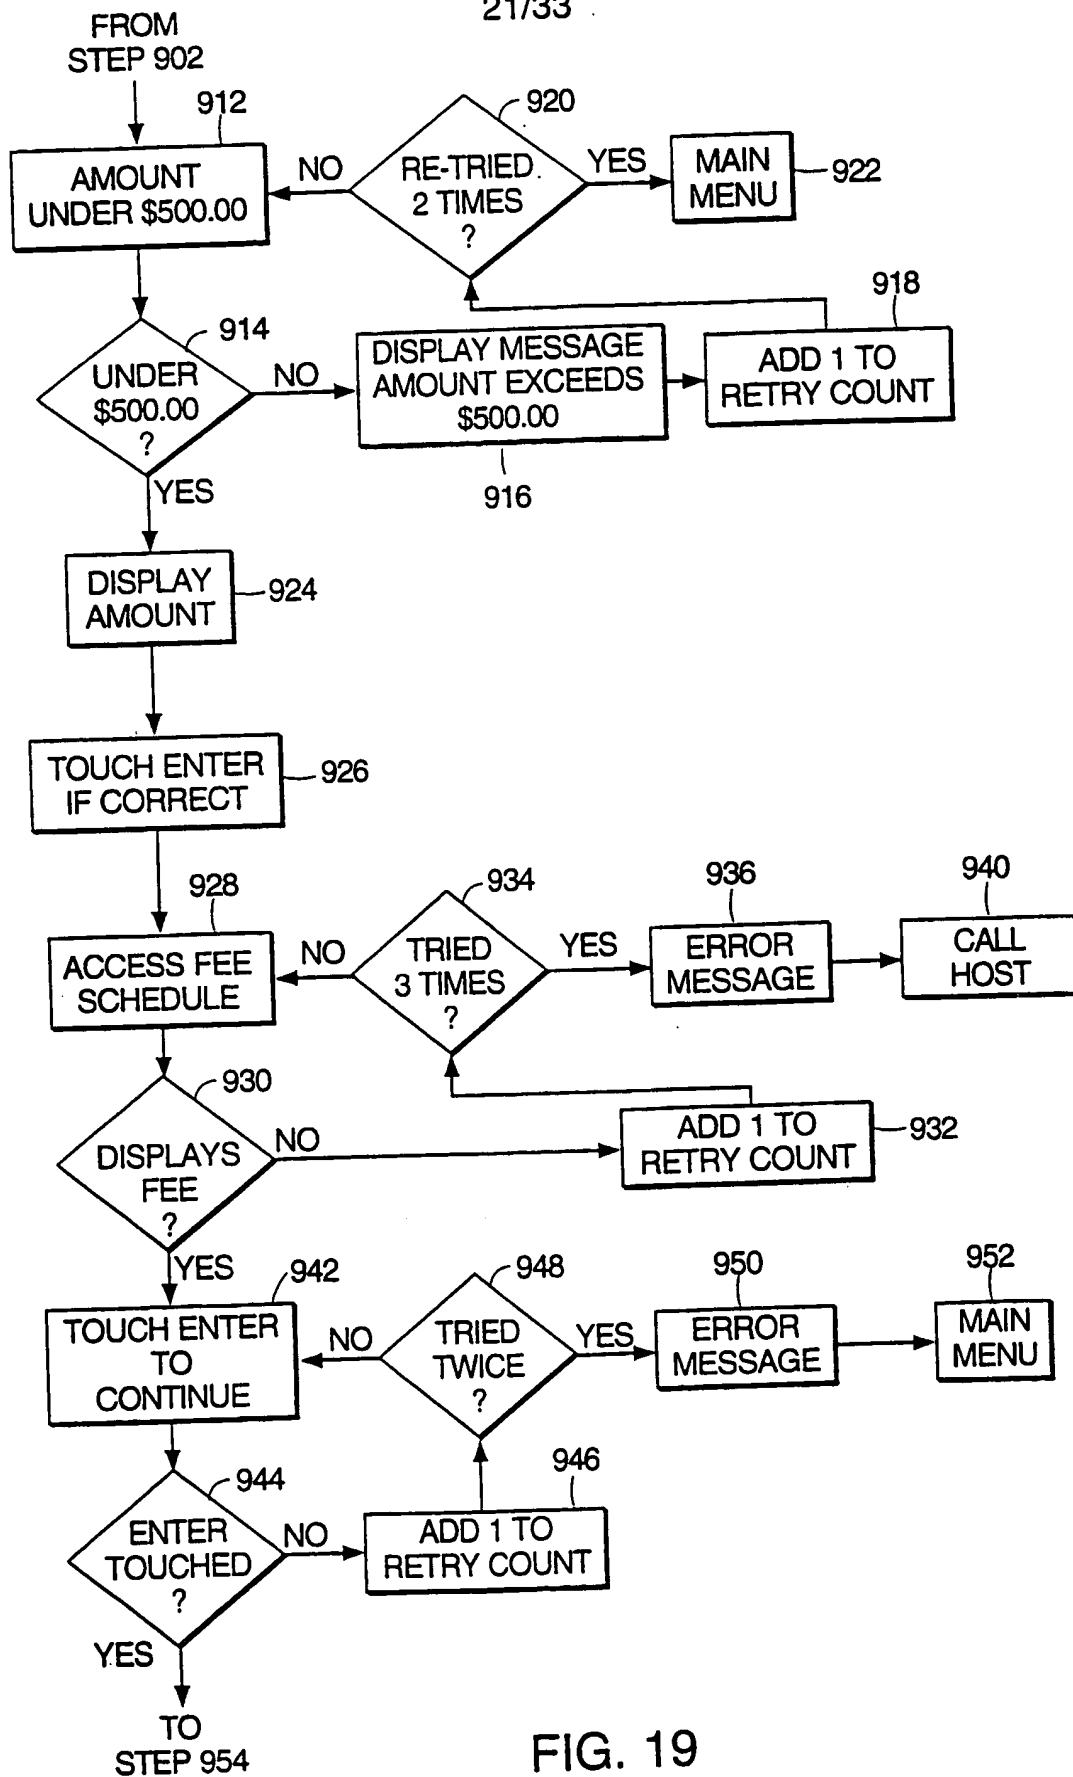 21/33
FROM
STEP 902
912
AMOUNT
UNDER $500.00
NO
920
RE-TRIED
2 TIMES
?
YES
MAIN
MENU
922
914
UNDER
$500.00
?
NO
DISPLAY MESSAGE
AMOUNT EXCEEDS
$500.00
916
918
ADD 1 TO
RETRY COUNT
YES
DISPLAY
AMOUNT
924
TOUCH ENTER
IF CORRECT
926
928
ACCESS FEE
SCHEDULE
NO
934
TRIED
3 TIMES
?
YES
936
ERROR
MESSAGE
940
CALL
HOST
930
DISPLAYS
FEE
?
NO
ADD 1 TO
RETRY COUNT
932
YES
942
TOUCH ENTER
TO
CONTINUE
NO
948
TRIED
TWICE
?
YES
950
ERROR
MESSAGE
952
MAIN
MENU
944
ENTER
TOUCHED
?
NO
946
ADD 1 TO
RETRY COUNT
YES
TO
STEP 954
FIG. 19